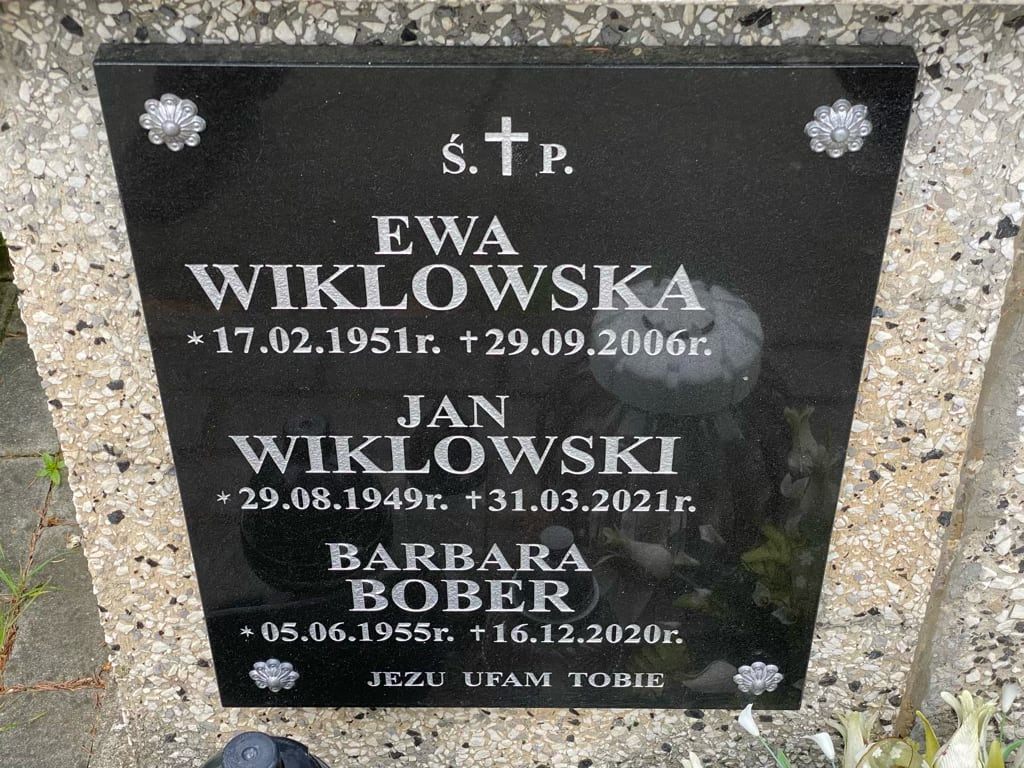 Ś. ✝ P.
EWA
WIKLOWSKA
* 17.02.1951r. ✝ 29.09.2006r.
JAN
WIKLOWSKI
* 29.08.1949r. ✝ 31.03.2021r.
BARBARA
BOBER
* 05.06.1955r. ✝ 16.12.2020r.
JEZU UFAM TOBIE